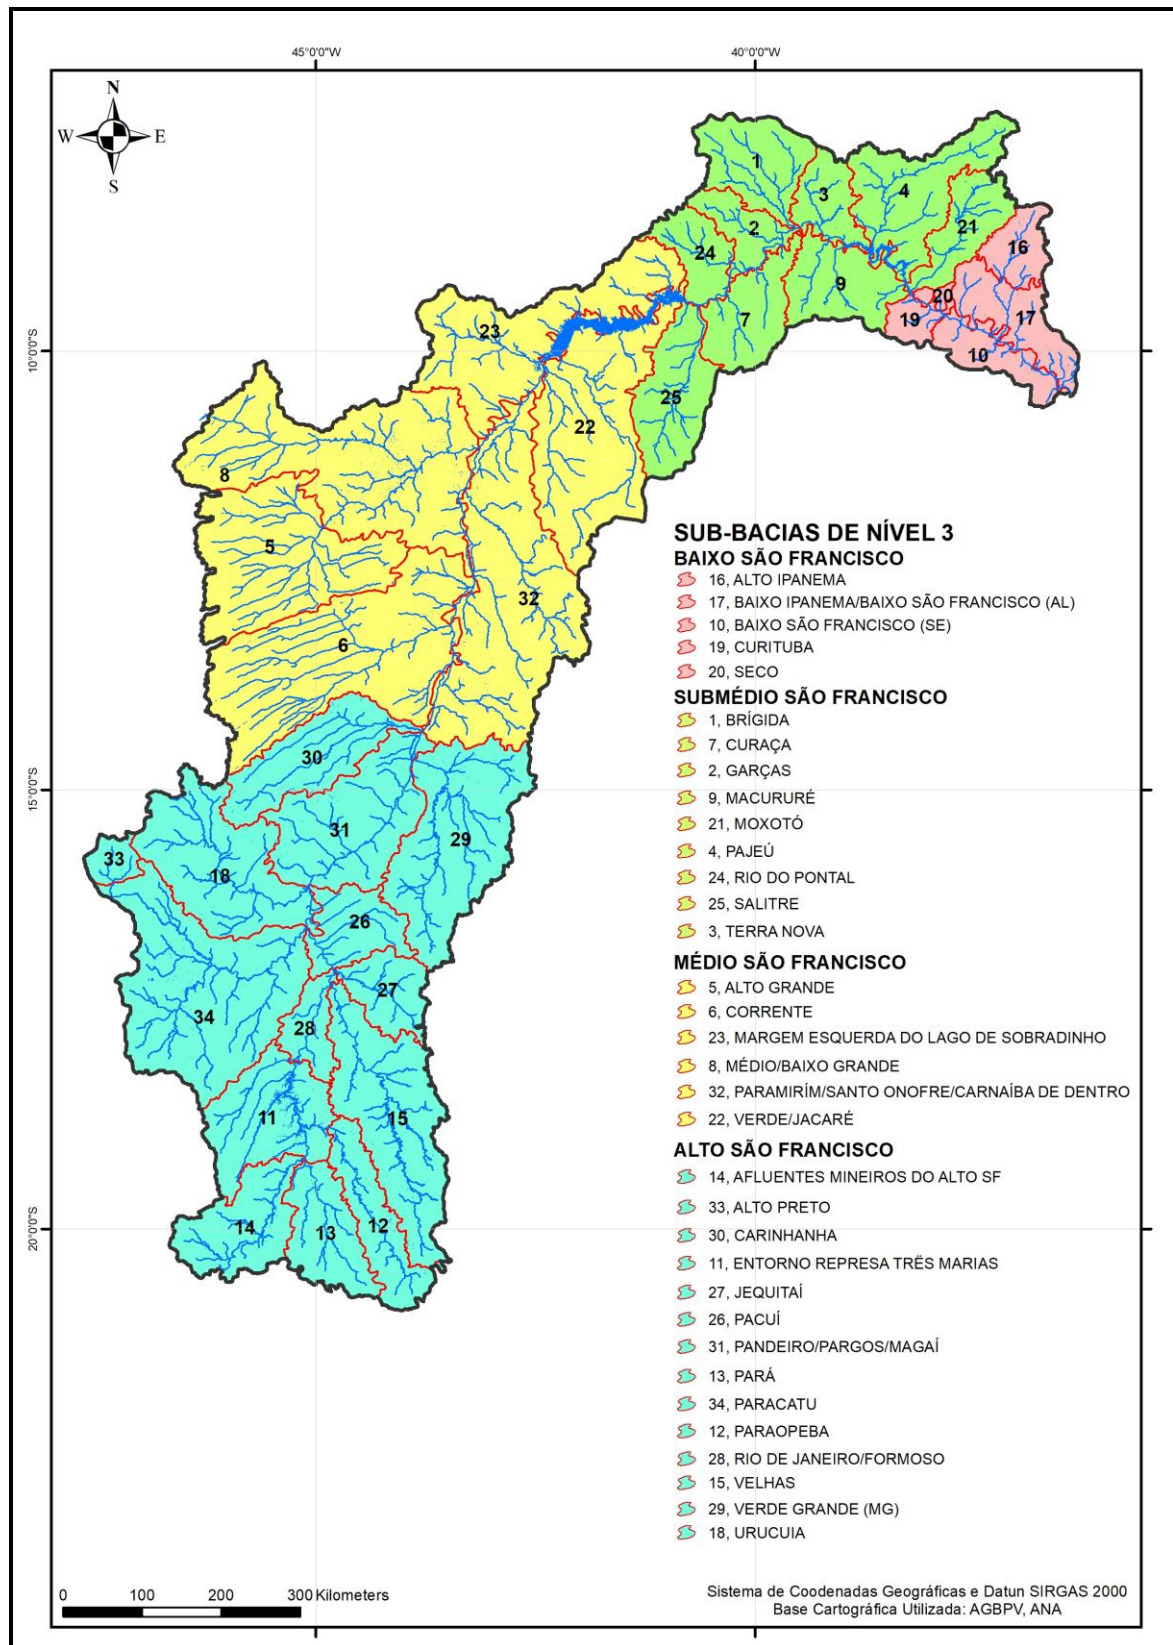 45°0'0"W
40°0'0"W
N
W
E
S
1
3
4
2
21
24
16
9
20
7
23
19
17
10
25
22
8
5
32
6
30
31
29
33
18
26
27
34
28
11
15
14
13
12
10°0'0"S
15°0'0"S
20°0'0"S
SUB-BACIAS DE NÍVEL 3
BAIXO SÃO FRANCISCO
16, ALTO IPANEMA
17, BAIXO IPANEMA/BAIXO SÃO FRANCISCO (AL)
10, BAIXO SÃO FRANCISCO (SE)
19, CURITUBA
20, SECO
SUBMÉDIO SÃO FRANCISCO
1, BRÍGIDA
7, CURAÇA
2, GARÇAS
9, MACURURÉ
21, MOXOTÓ
4, PAJEÚ
24, RIO DO PONTAL
25, SALITRE
3, TERRA NOVA
MÉDIO SÃO FRANCISCO
5, ALTO GRANDE
6, CORRENTE
23, MARGEM ESQUERDA DO LAGO DE SOBRADINHO
8, MÉDIO/BAIXO GRANDE
32, PARAMIRÍM/SANTO ONOFRE/CARNAÍBA DE DENTRO
22, VERDE/JACARÉ
ALTO SÃO FRANCISCO
14, AFLUENTES MINEIROS DO ALTO SF
33, ALTO PRETO
30, CARINHANHA
11, ENTORNO REPRESA TRÊS MARIAS
27, JEQUITAÍ
26, PACUÍ
31, PANDEIRO/PARGOS/MAGAÍ
13, PARÁ
34, PARACATU
12, PARAOPEBA
28, RIO DE JANEIRO/FORMOSO
15, VELHAS
29, VERDE GRANDE (MG)
18, URUCUIA
0 100 200 300 Kilometers
Sistema de Coodenadas Geográficas e Datun SIRGAS 2000
Base Cartográfica Utilizada: AGBPV, ANA